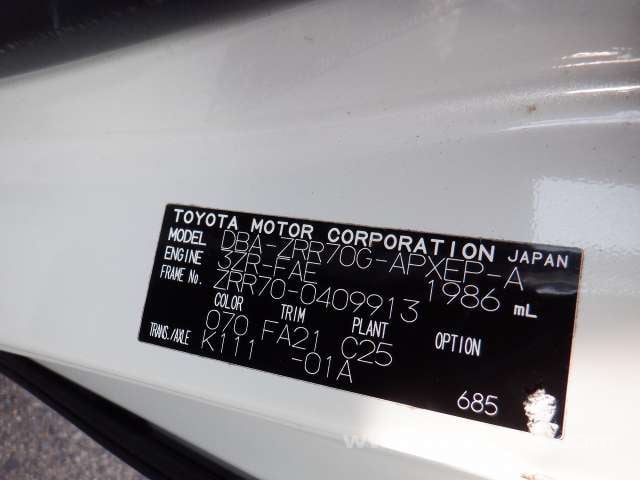 TOYOTA MOTOR CORPORATION JAPAN
MODEL DBA-ZRR70G-APXEP-A
ENGINE 3ZR-FAE 1986 mL
FRAME No. ZRR70-0409913
COLOR TRIM PLANT OPTION
070 FA21 C25
TRANS./AXLE K111 -01A
685